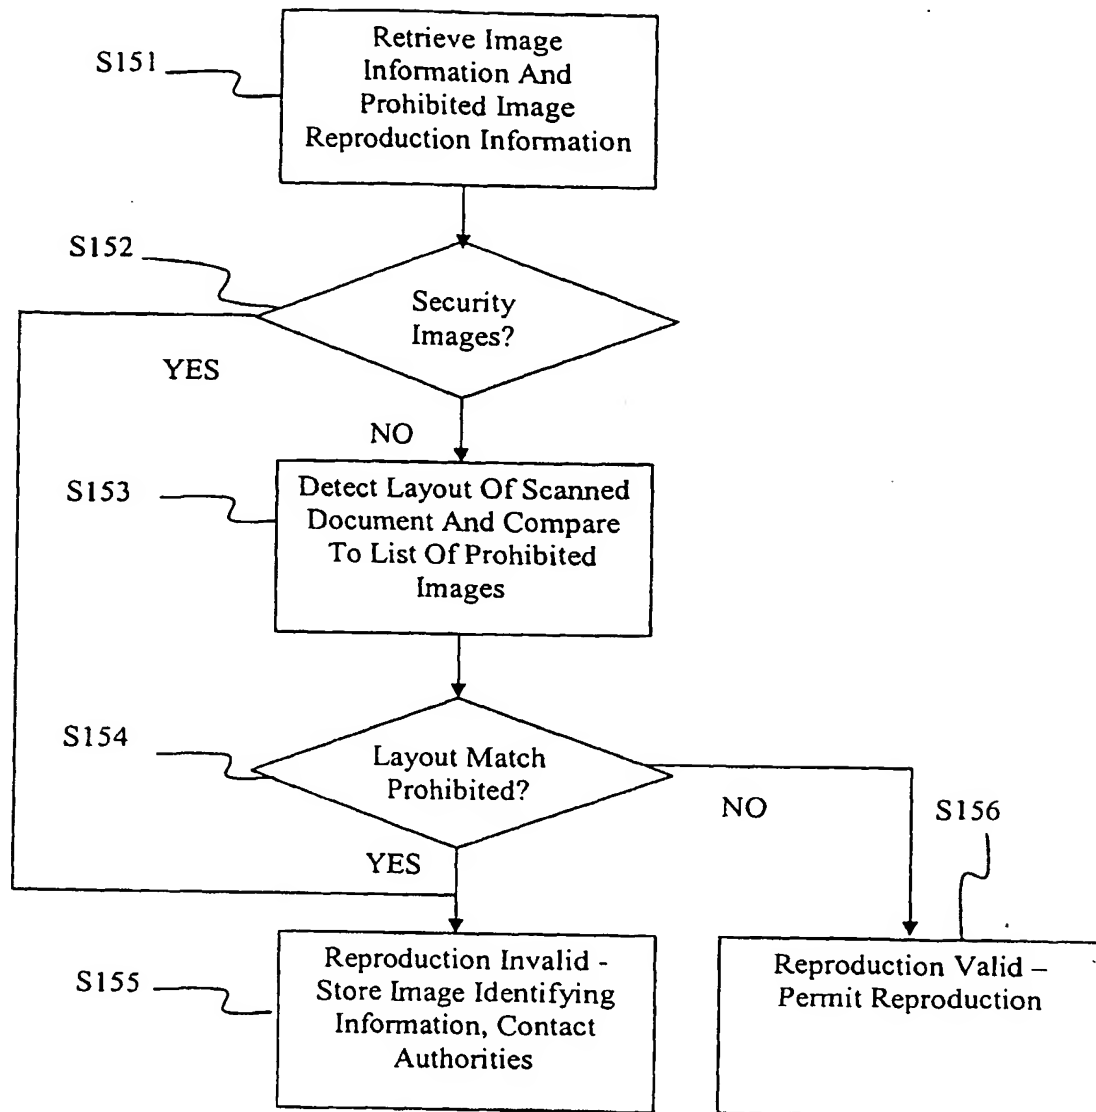 Retrieve Image
Information And
Prohibited Image
Reproduction Information
S151
S152
Security
Images?
YES
NO
S153
Detect Layout Of Scanned
Document And Compare
To List Of Prohibited
Images
S154
Layout Match
Prohibited?
NO
S156
YES
S155
Reproduction Invalid -
Store Image Identifying
Information, Contact
Authorities
Reproduction Valid –
Permit Reproduction